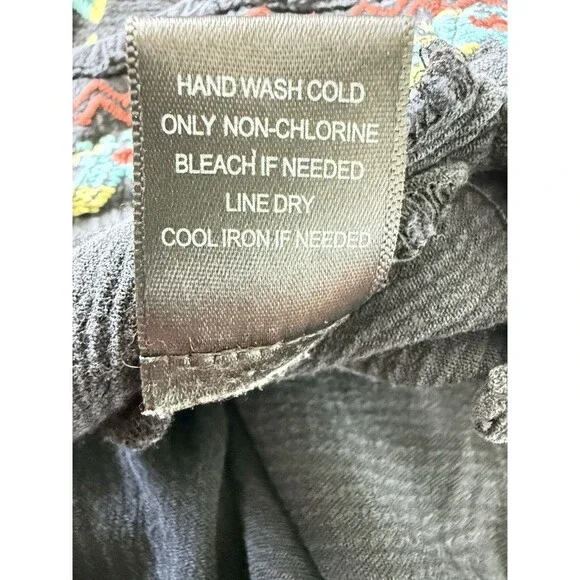 HAND WASH COLD
ONLY NON-CHLORINE
BLEACH IF NEEDED
LINE DRY
COOL IRON IF NEEDED